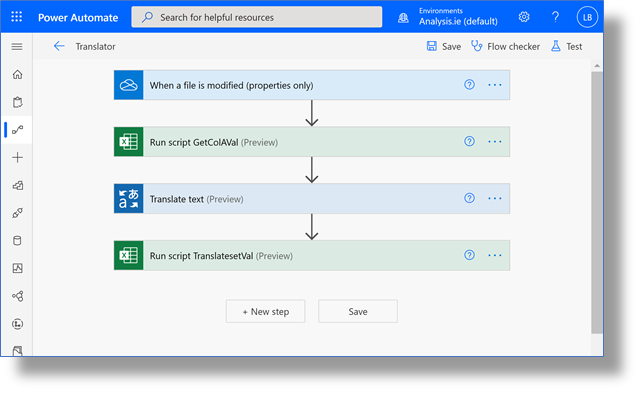 Power Automate
Search for helpful resources
Environments
Analysis.ie (default)
?
LB
Translator
Save
Flow checker
Test
When a file is modified (properties only)
?
...
Run script GetColAVal (Preview)
?
...
あ
a
Translate text (Preview)
?
...
Run script TranslatesetVal (Preview)
?
...
+ New step
Save